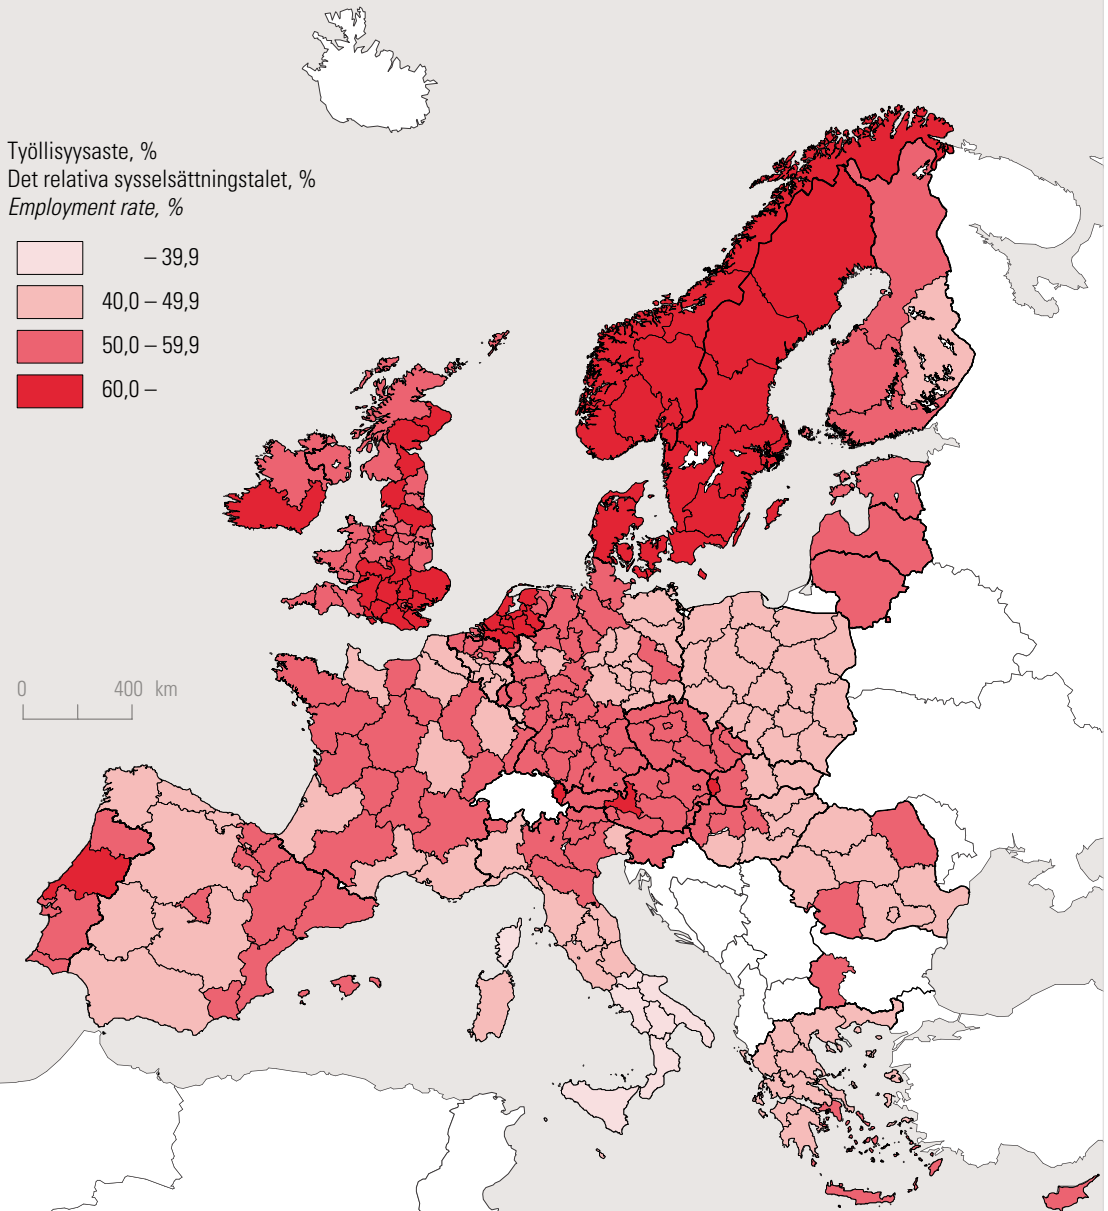 Työllisyysaste, %
Det relativa sysselsättningstalet, %
Employment rate, %
– 39,9
40,0 – 49,9
50,0 – 59,9
60,0 –
0 400 km